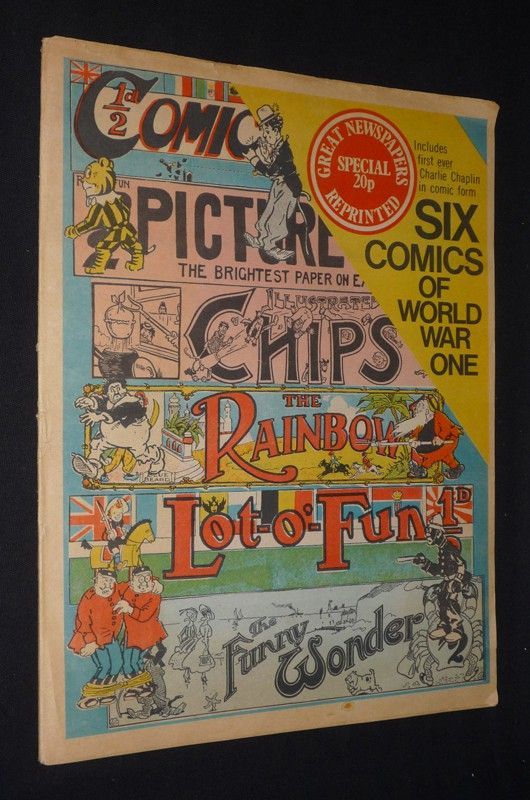 ½d
COMIC
GREAT NEWSPAPERS
SPECIAL
20p
REPRINTED
Includes
first ever
Charlie Chaplin
in comic form
SIX
COMICS
OF
WORLD
WAR
ONE
PICTURE
THE BRIGHTEST PAPER ON EA
ILLUSTRATED
CHIPS
THE
RAINBOW
BLUE
BEARD
LOT-O'-FUN
1D
the
Funny Wonder